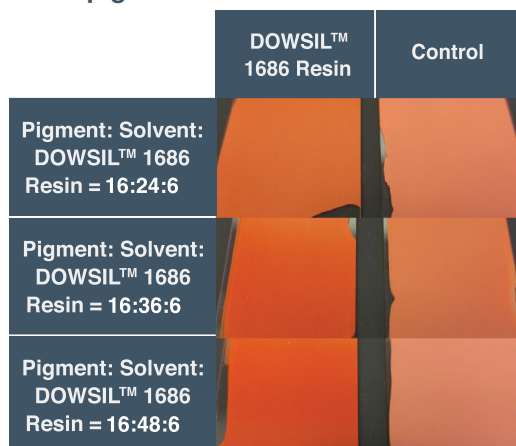 DOWSIL™
1686 Resin
Control
Pigment: Solvent:
DOWSIL™ 1686
Resin = 16:24:6
Pigment: Solvent:
DOWSIL™ 1686
Resin = 16:36:6
Pigment: Solvent:
DOWSIL™ 1686
Resin = 16:48:6